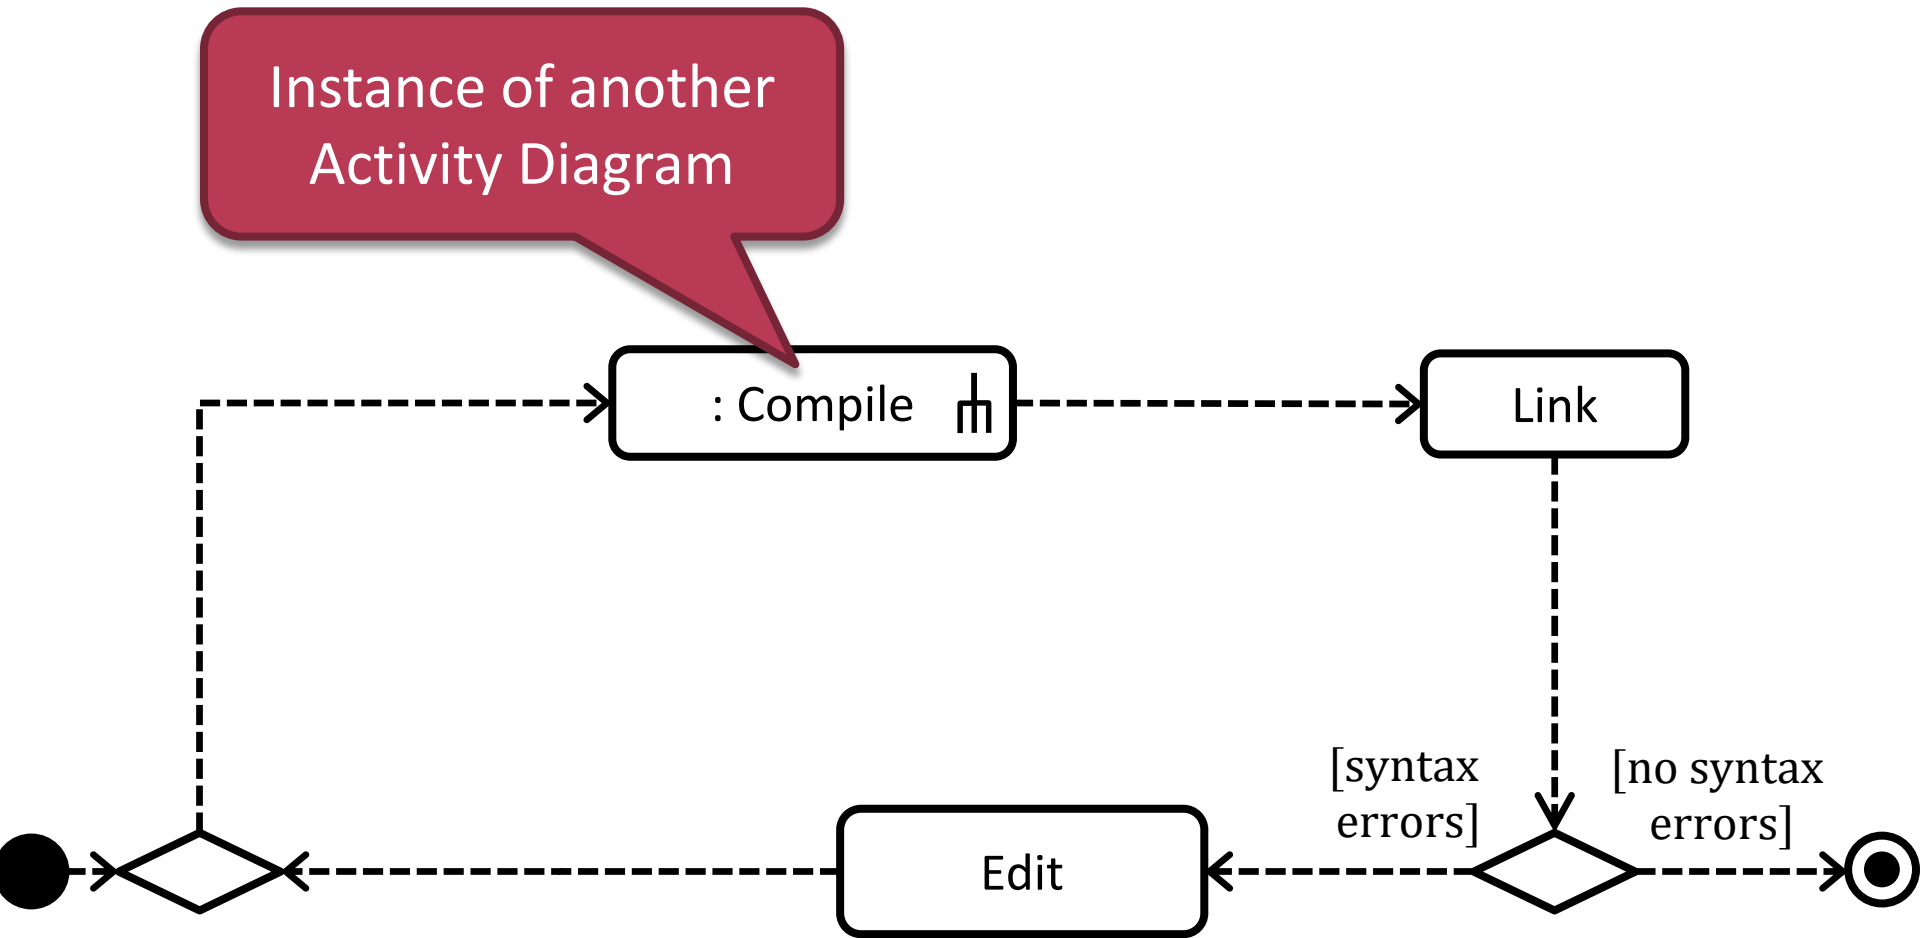 Instance of another
Activity Diagram
: Compile
Link
[syntax
errors]
[no syntax
errors]
Edit